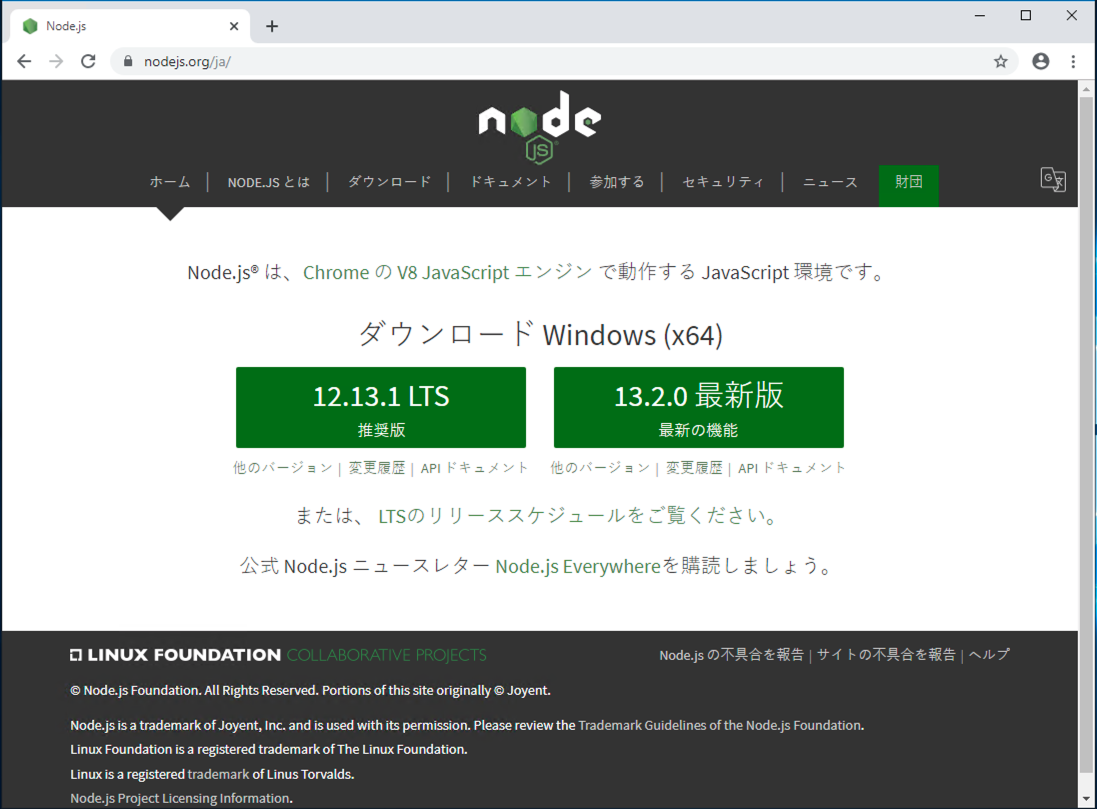 Node.js
nodejs.org/ja/
node
JS
ホーム | NODE.JS とは | ダウンロード | ドキュメント | 参加する | セキュリティ | ニュース 財団
Node.js® は、Chrome の V8 JavaScript エンジン で動作する JavaScript 環境です。
ダウンロード Windows (x64)
12.13.1 LTS
推奨版
13.2.0 最新版
最新の機能
他のバージョン | 変更履歴 | API ドキュメント
他のバージョン | 変更履歴 | API ドキュメント
または、 LTSのリリーススケジュールをご覧ください。
公式 Node.js ニュースレター Node.js Everywhereを購読しましょう。
LINUX FOUNDATION COLLABORATIVE PROJECTS
Node.js の不具合を報告 | サイトの不具合を報告 | ヘルプ
© Node.js Foundation. All Rights Reserved. Portions of this site originally © Joyent.
Node.js is a trademark of Joyent, Inc. and is used with its permission. Please review the Trademark Guidelines of the Node.js Foundation.
Linux Foundation is a registered trademark of The Linux Foundation.
Linux is a registered trademark of Linus Torvalds.
Node.js Project Licensing Information.